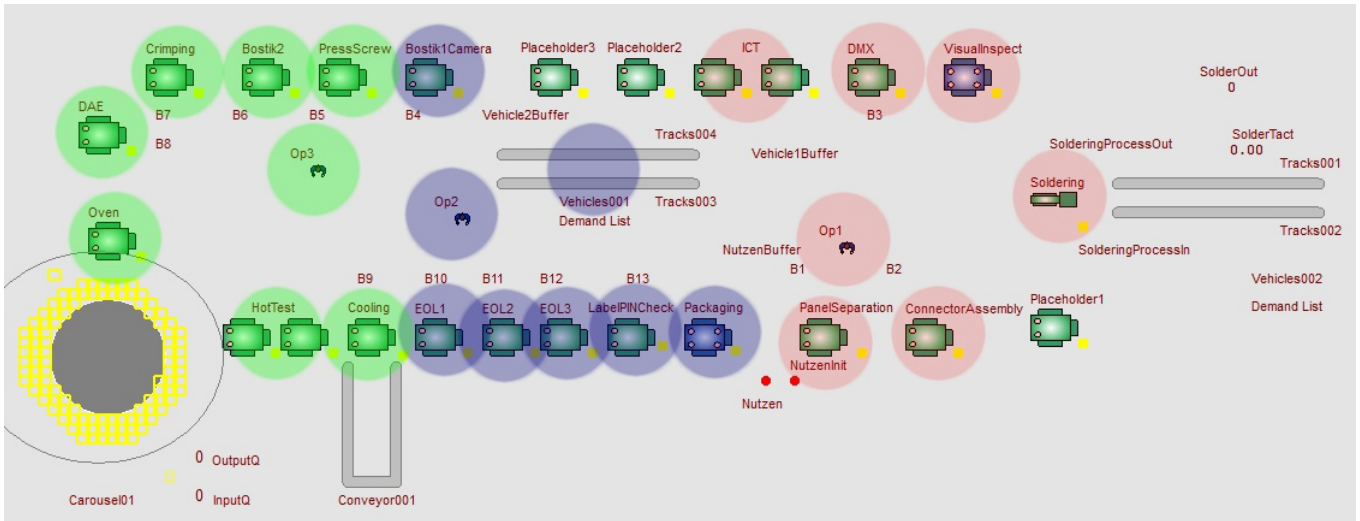 Crimping
Bostik2
PressScrew
Bostik1Camera
Placeholder3
Placeholder2
ICT
DMX
VisualInspect
SolderOut
0
DAE
B7
B6
B5
B4
Vehicle2Buffer
B3
B8
Tracks004
SolderTact
0.00
Op3
Vehicle1Buffer
SolderingProcessOut
Tracks001
Soldering
Oven
Op2
Vehicles001
Tracks003
Demand List
Op1
Tracks002
NutzenBuffer
SolderingProcessIn
B1
B2
B9
B10
B11
B12
B13
Vehicles002
HotTest
Cooling
EOL1
EOL2
EOL3
LabelPINCheck
Packaging
PanelSeparation
ConnectorAssembly
Placeholder1
Demand List
NutzenInit
Nutzen
0 OutputQ
Carousel01
0 InputQ
Conveyor001